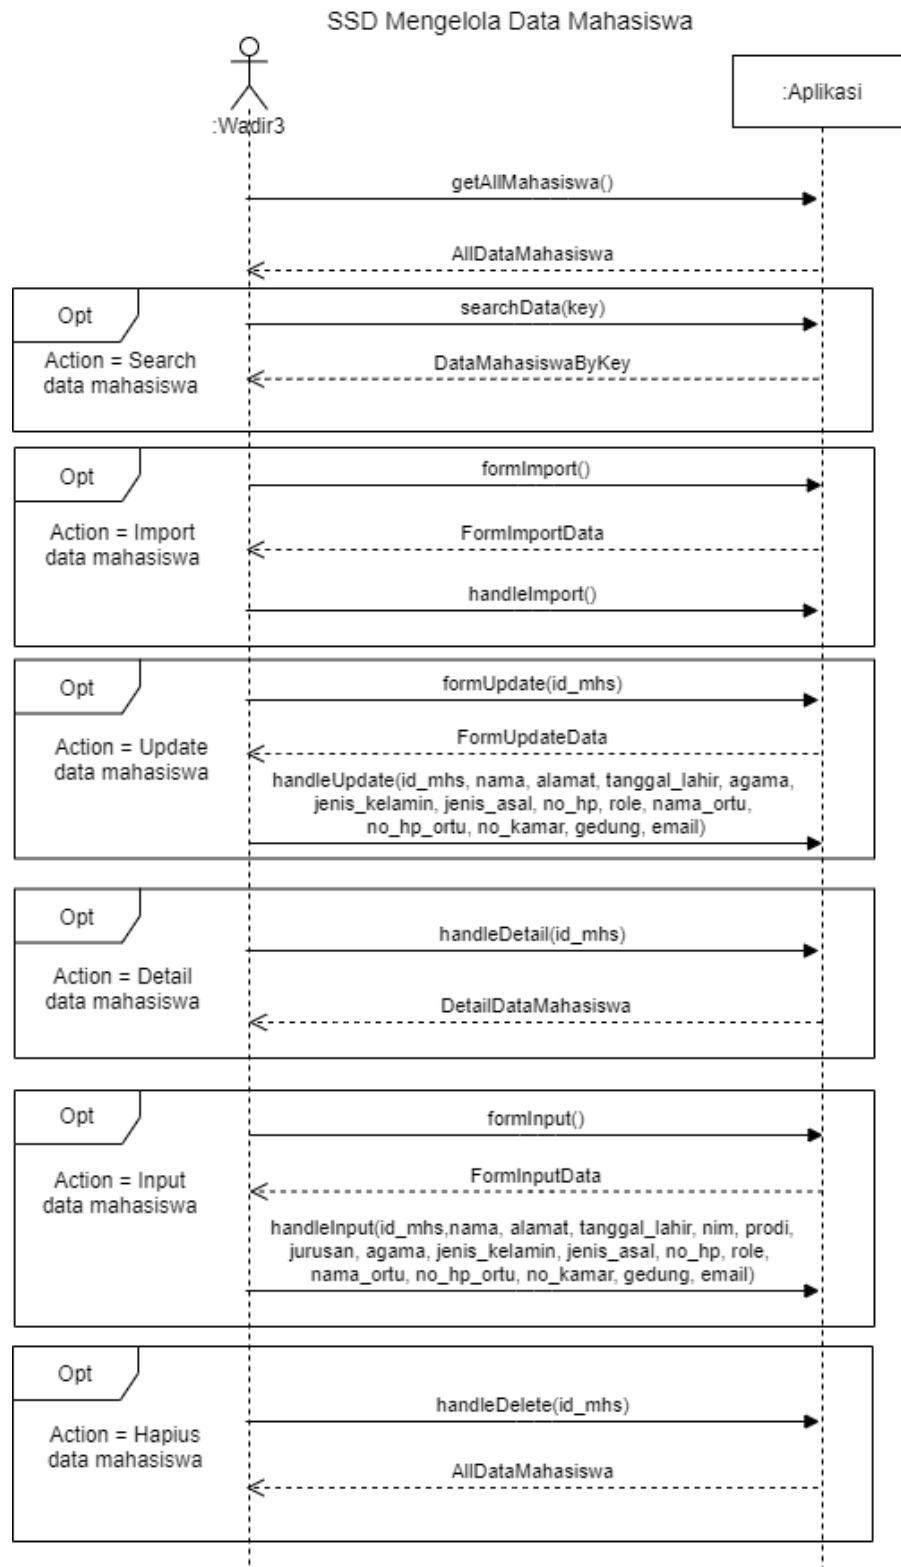 SSD Mengelola Data Mahasiswa
:Wadir3
:Aplikasi
getAllMahasiswa()
AllDataMahasiswa
Opt
searchData(key)
Action = Search
data mahasiswa
DataMahasiswaByKey
Opt
formImport()
Action = Import
data mahasiswa
FormImportData
handleImport()
Opt
formUpdate(id_mhs)
Action = Update
data mahasiswa
FormUpdateData
handleUpdate(id_mhs, nama, alamat, tanggal_lahir, agama,
jenis_kelamin, jenis_asal, no_hp, role, nama_ortu,
no_hp_ortu, no_kamar, gedung, email)
Opt
handleDetail(id_mhs)
Action = Detail
data mahasiswa
DetailDataMahasiswa
Opt
formInput()
Action = Input
data mahasiswa
FormInputData
handleInput(id_mhs,nama, alamat, tanggal_lahir, nim, prodi,
jurusan, agama, jenis_kelamin, jenis_asal, no_hp, role,
nama_ortu, no_hp_ortu, no_kamar, gedung, email)
Opt
handleDelete(id_mhs)
Action = Hapius
data mahasiswa
AllDataMahasiswa